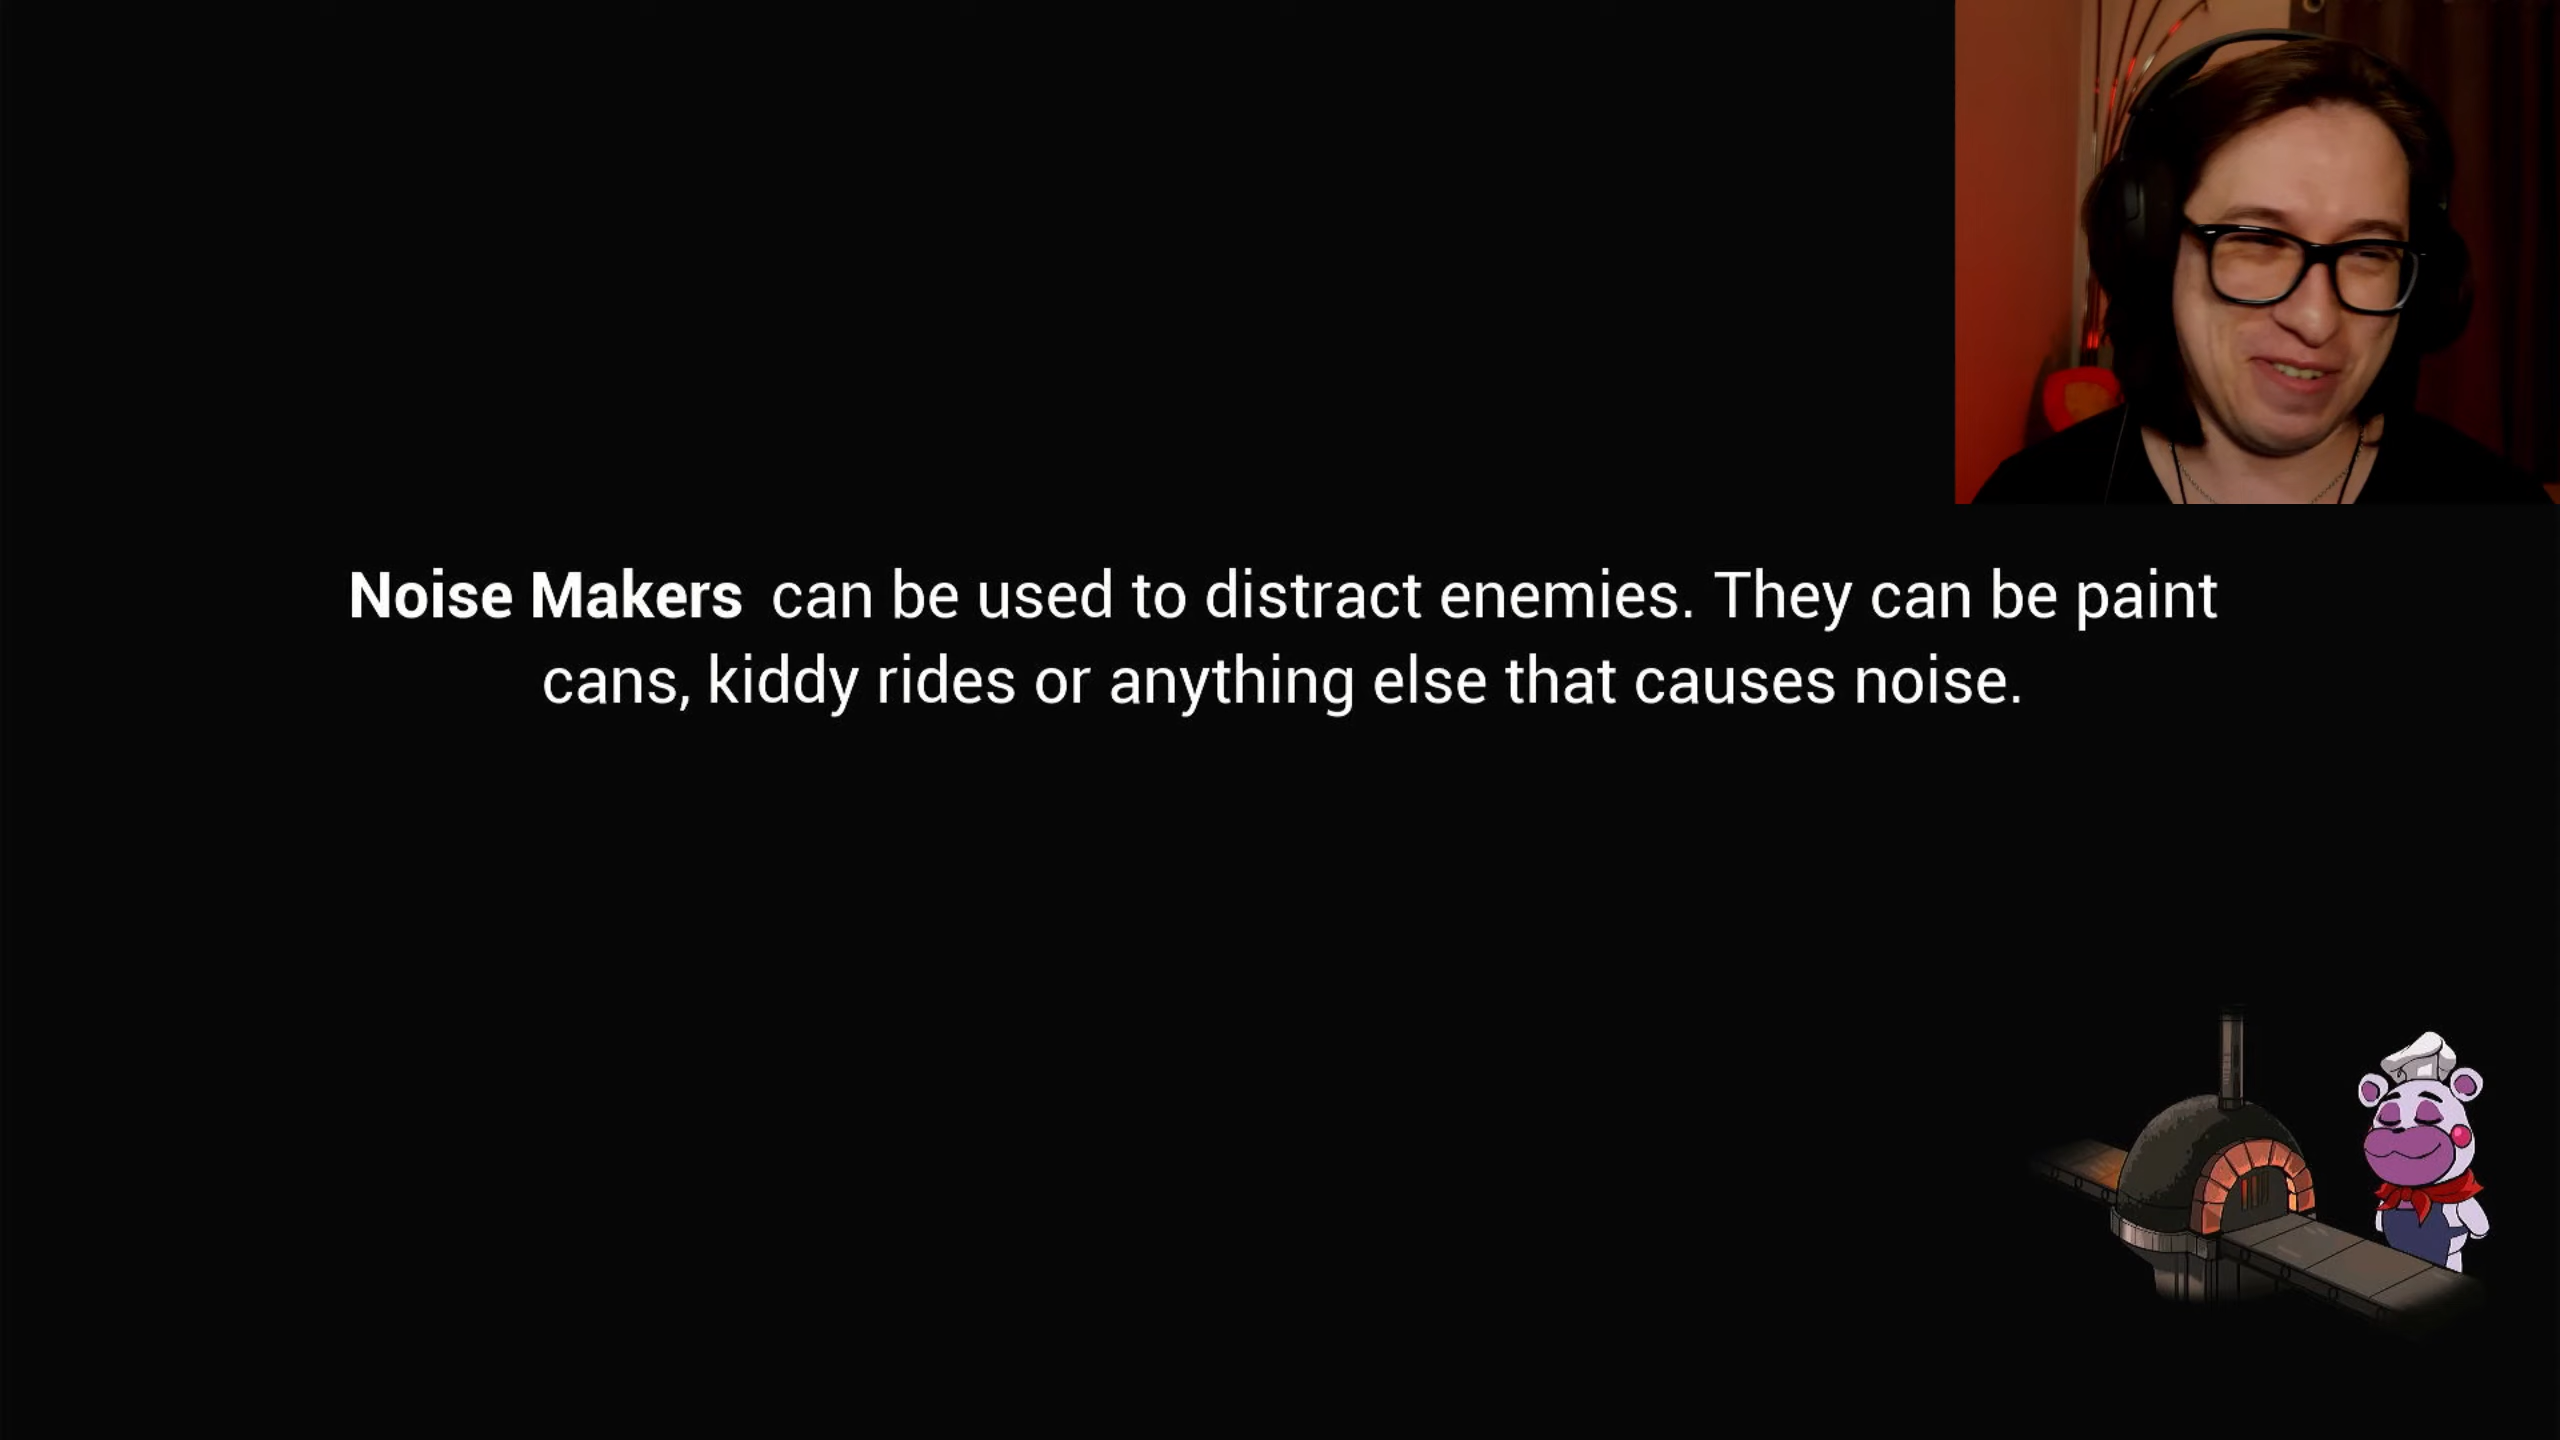 Noise Makers can be used to distract enemies. They can be paint
cans, kiddy rides or anything else that causes noise.